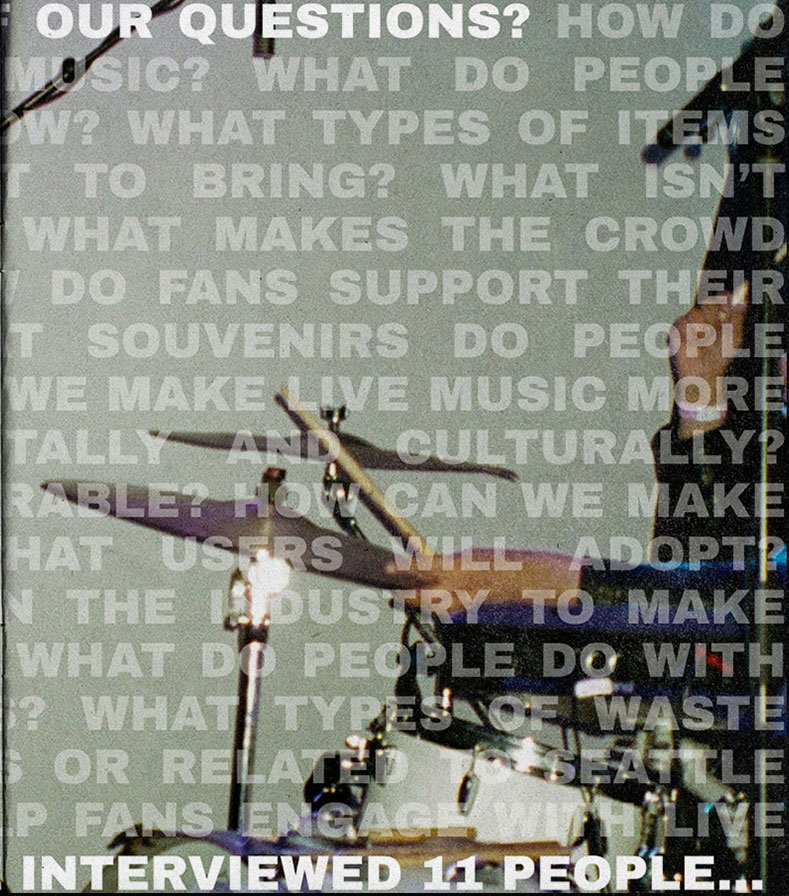 OUR QUESTIONS? HOW DO
MUSIC? WHAT DO PEOPLE
OW? WHAT TYPES OF ITEMS
T TO BRING? WHAT ISN'T
WHAT MAKES THE CROWD
DO FANS SUPPORT THEIR
T SOUVENIRS DO PEOPLE
WE MAKE LIVE MUSIC MORE
TALLY AND CULTURALLY?
RABLE? HOW CAN WE MAKE
HAT USERS WILL ADOPT?
N THE INDUSTRY TO MAKE
WHAT DO PEOPLE DO WITH
S? WHAT TYPES OF WASTE
S OR RELATED TO SEATTLE
LP FANS ENGAGE WITH LIVE
INTERVIEWED 11 PEOPLE...